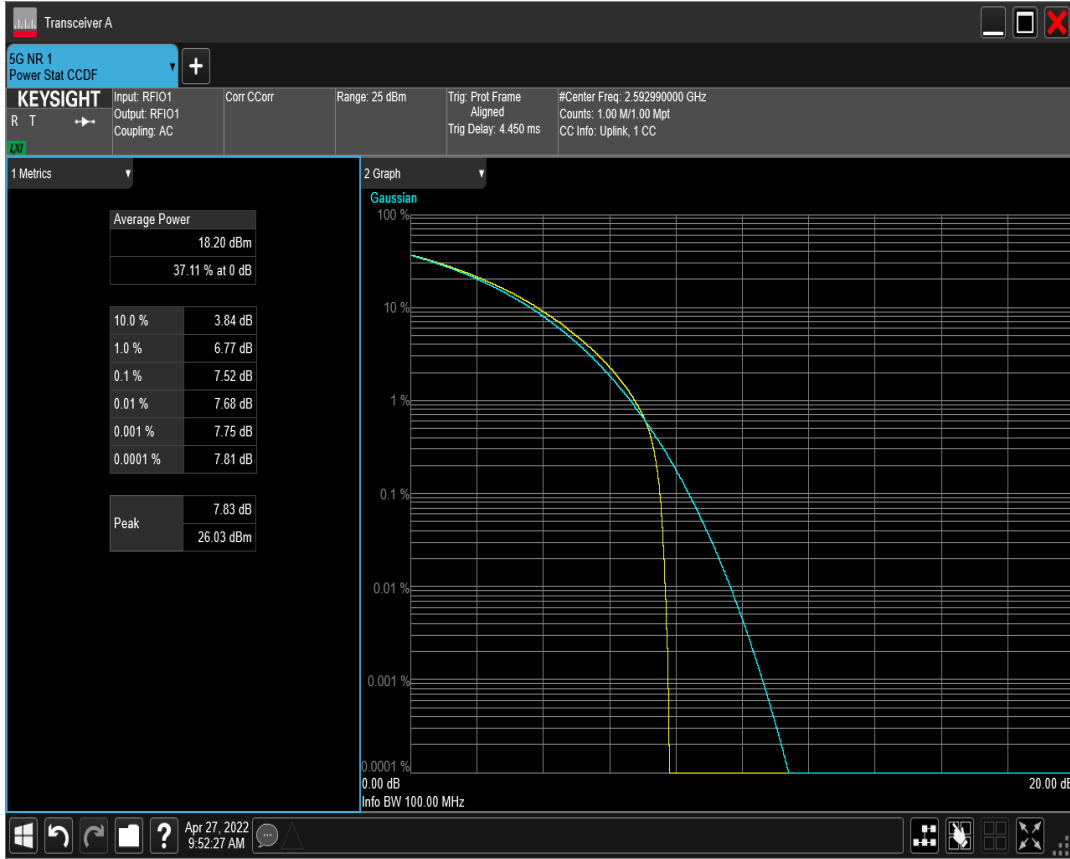 Transceiver A
5G NR 1
Power Stat CCDF
+
KEYSIGHT
R T
LXI
Input: RFIO1
Output: RFIO1
Coupling: AC
Corr CCorr
Range: 25 dBm
Trig: Prot Frame
Aligned
Trig Delay: 4.450 ms
#Center Freq: 2.592990000 GHz
Counts: 1.00 M/1.00 Mpt
CC Info: Uplink, 1 CC
1 Metrics
Average Power
18.20 dBm
37.11 % at 0 dB
10.0 % 3.84 dB
1.0 % 6.77 dB
0.1 % 7.52 dB
0.01 % 7.68 dB
0.001 % 7.75 dB
0.0001 % 7.81 dB
Peak
7.83 dB
26.03 dBm
2 Graph
Gaussian
100 %
10 %
1 %
0.1 %
0.01 %
0.001 %
0.0001 %
0.00 dB 20.00 dB
Info BW 100.00 MHz
?
Apr 27, 2022
9:52:27 AM